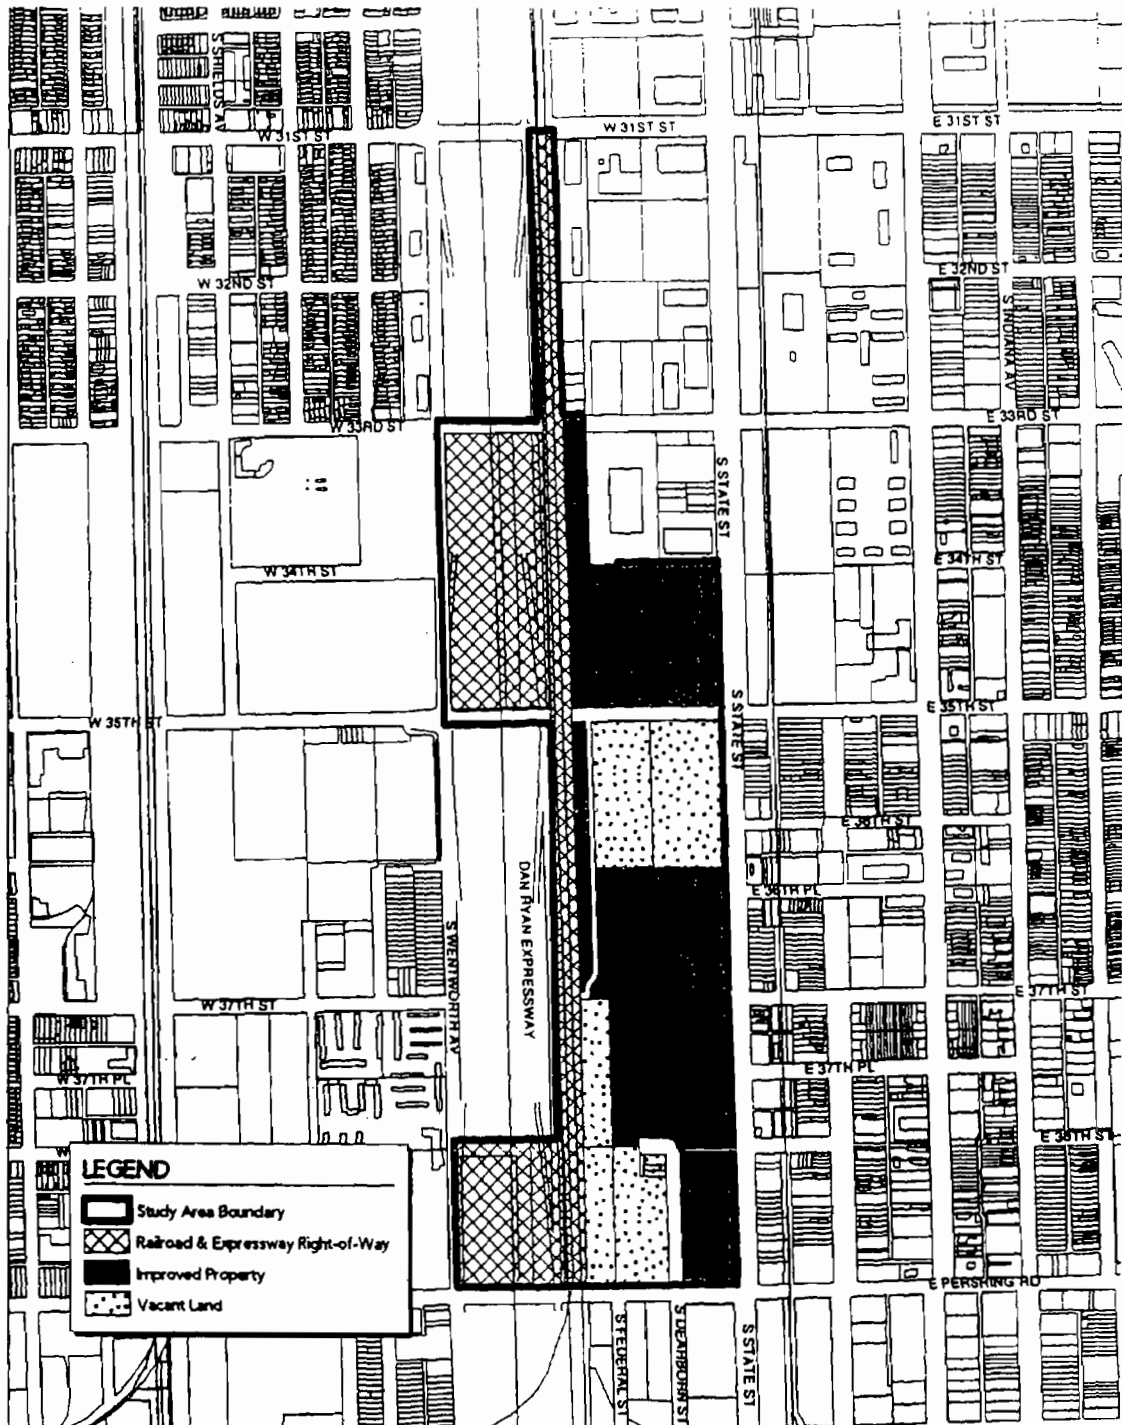 S SHIELDS AV
W 31ST ST
W 31ST ST
E 31ST ST
W 32ND ST
E 32ND ST
S INDIANA AV
W 33RD ST
E 33RD ST
S STATE ST
W 34TH ST
E 34TH ST
W 35TH ST
S STATE ST
E 35TH ST
E 36TH ST
E 36TH PL
DAN RYAN EXPRESSWAY
S WENTWORTH AV
W 37TH ST
E 37TH ST
W 37TH PL
E 37TH PL
E 38TH ST
W
LEGEND
Study Area Boundary
Railroad & Expressway Right-of-Way
Improved Property
Vacant Land
E PERSHING RD
S FEDERAL ST
S DEARBORN ST
S STATE ST